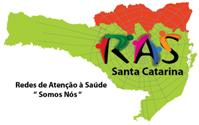 RAS
Santa Catarina
Redes de Atenção à Saúde
“ Somos Nós “